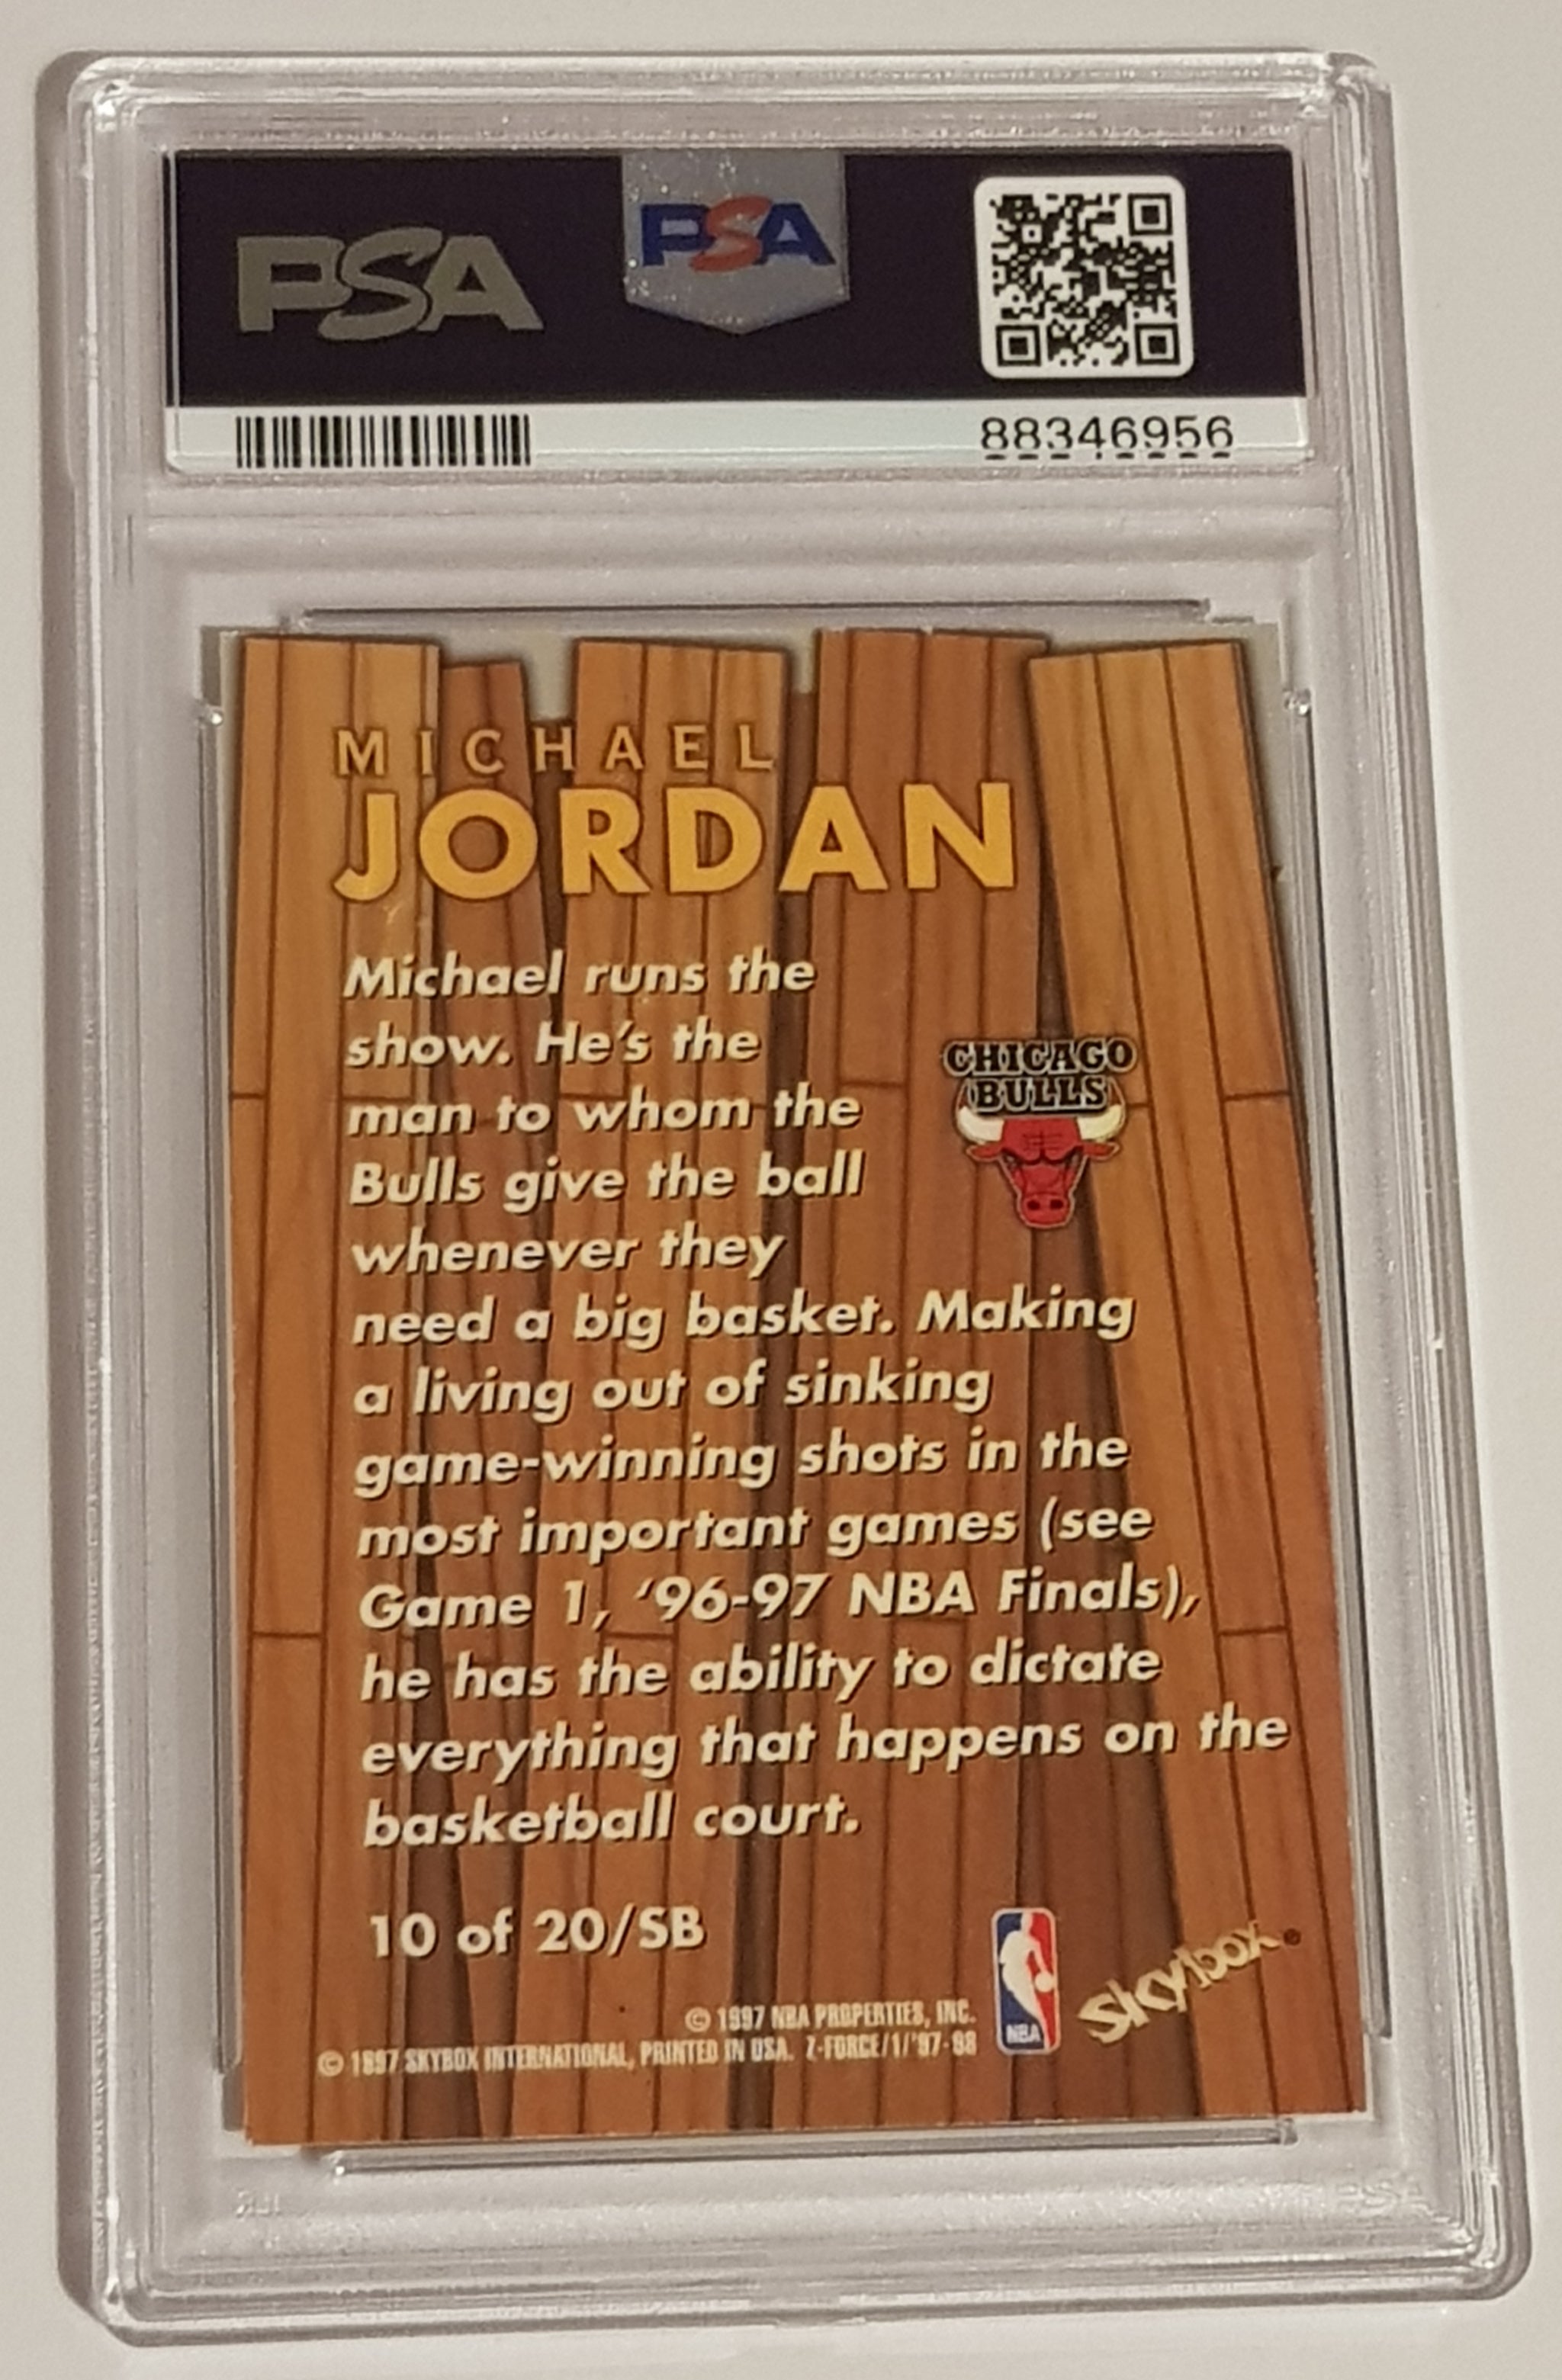 PSA
PSA
88346956
MICHAEL
JORDAN
Michael runs the
show. He's the
man to whom the
Bulls give the ball
whenever they
need a big basket. Making
a living out of sinking
game-winning shots in the
most important games (see
Game 1, '96-97 NBA Finals),
he has the ability to dictate
everything that happens on the
basketball court.
CHICAGO
BULLS
10 of 20/SB
© 1997 NBA PROPERTIES, INC.
© 1997 SKYBOX INTERNATIONAL, PRINTED IN USA. Z-FORCE/1/'97-98
NBA
Skybox®